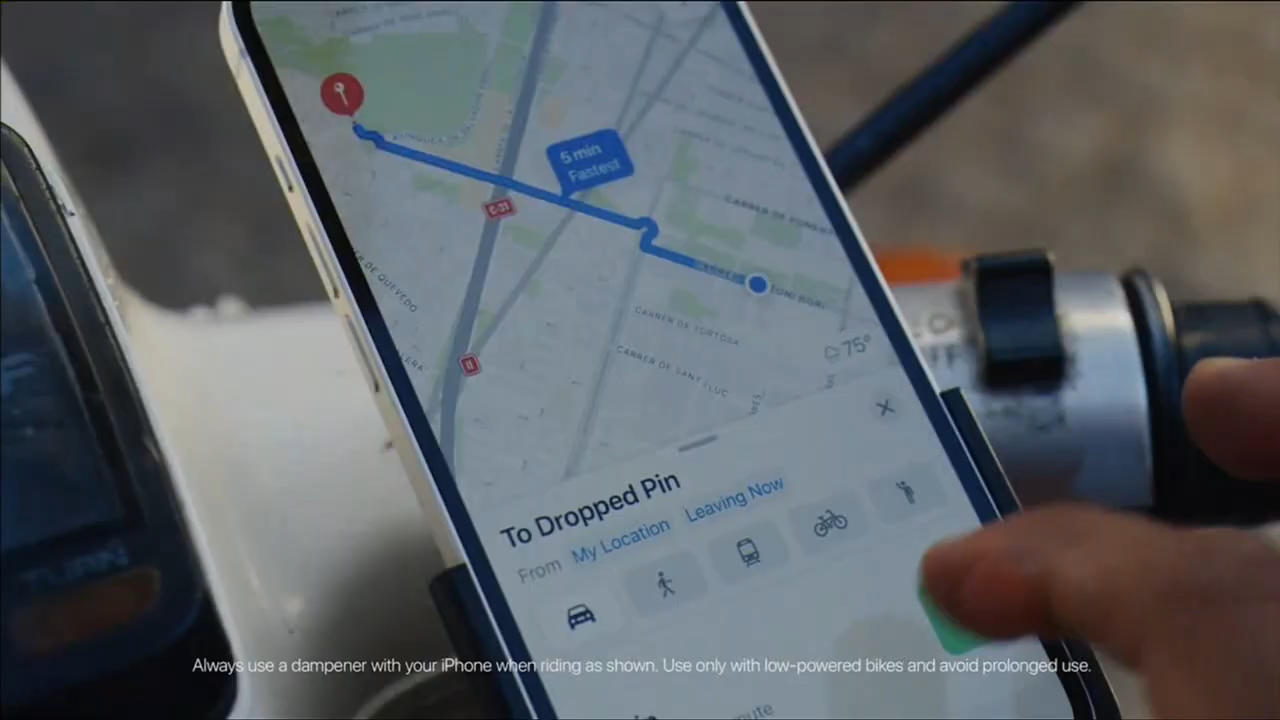 5 min
Fastest
C-31
CARRER DE TORTOSA
CARRER DE SANT LLUC
75°
To Dropped Pin
From My Location Leaving Now
TURN
Always use a dampener with your iPhone when riding as shown. Use only with low-powered bikes and avoid prolonged use.